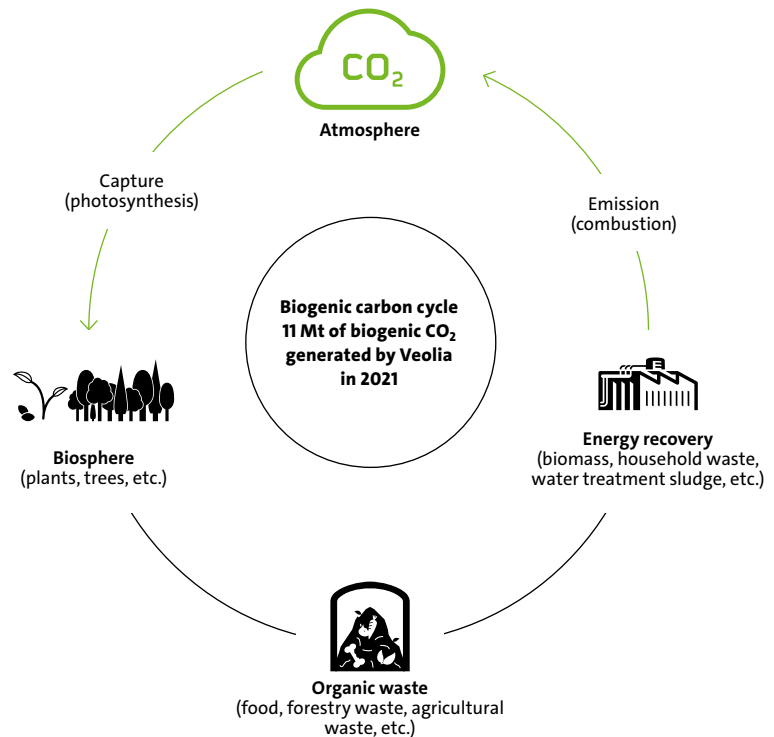 CO₂
Atmosphere
Capture
(photosynthesis)
Emission
(combustion)
Biogenic carbon cycle
11 Mt of biogenic CO₂
generated by Veolia
in 2021
Biosphere
(plants, trees, etc.)
E
Energy recovery
(biomass, household waste,
water treatment sludge, etc.)
Organic waste
(food, forestry waste, agricultural
waste, etc.)